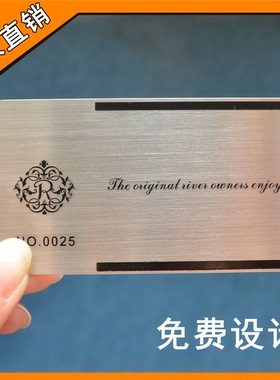 直销
R
The original river owners enjoy
NO.0025
免费设计